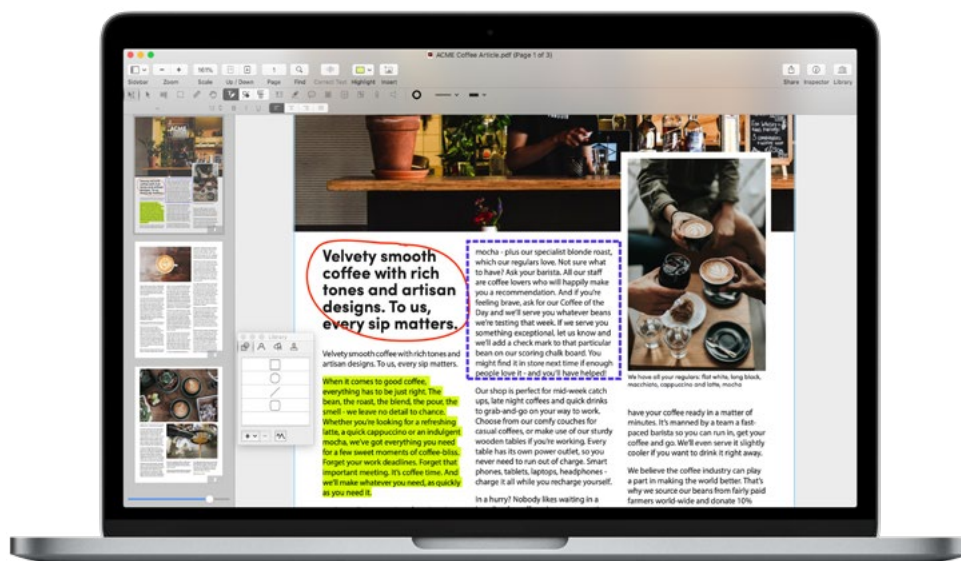 ACME Coffee Article.pdf (Page 1 of 3)
161%
1
Sidebar
Zoom
Scale
Up / Down
Page
Find
Current Text
Highlight
Insert
Share
Inspector
Library
ACME
Library
Velvety smooth
coffee with rich
tones and artisan
designs. To us,
every sip matters.
Velvety smooth coffee with rich tones and
artisan designs. To us, every sip matters.
When it comes to good coffee,
everything has to be just right. The
bean, the roast, the blend, the pour, the
smell - we leave no detail to chance.
Whether you're looking for a refreshing
latte, a quick cappuccino or an indulgent
mocha, we've got everything you need
for a few sweet moments of coffee-bliss.
Forget your work deadlines. Forget that
important meeting. It's coffee time. And
we'll make whatever you need, as quickly
as you need it.
mocha - plus our specialist blonde roast,
which our regulars love. Not sure what
to have? Ask your barista. All our staff
are coffee lovers who will happily make
you a recommendation. And if you're
feeling brave, ask for our Coffee of the
Day and we'll serve you whatever beans
we're testing that week. If we serve you
something exceptional, let us know and
we'll add a check mark to that particular
bean on our scoring chalk board. You
might find it in store next time if enough
people love it - and you'll have helped!
Our shop is perfect for mid-week catch
ups, late night coffees and quick drinks
to grab-and-go on your way to work.
Choose from our comfy couches for
casual coffees, or make use of our sturdy
wooden tables if you're working. Every
table has its own power outlet, so you
never need to run out of charge. Smart
phones, tablets, laptops, headphones -
charge it all while you recharge yourself.
In a hurry? Nobody likes waiting in a
We have all your regulars: flat white, long black,
macchiato, cappuccino and latte, mocha
have your coffee ready in a matter of
minutes. It's manned by a team a fast-
paced barista so you can run in, get your
coffee and go. We'll even serve it slightly
cooler if you want to drink it right away.
We believe the coffee industry can play
a part in making the world better. That's
why we source our beans from fairly paid
farmers world-wide and donate 10%